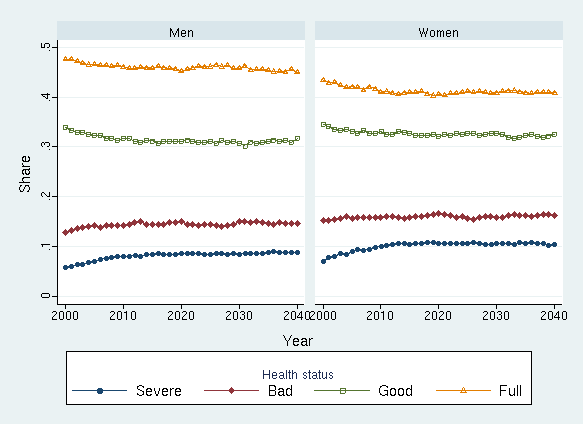 Men Women
.5
.4
.3
.2
.1
0
Share
2000 2010 2020 2030 2040 2000 2010 2020 2030 2040
Year
Health status
Severe Bad Good Full